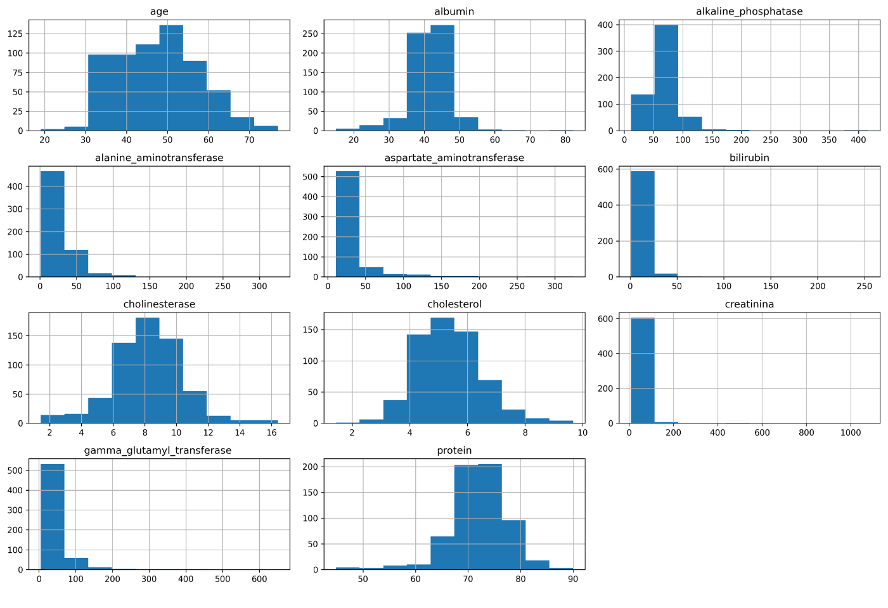 age
125
100
75
50
25
0
20 30 40 50 60 70
albumin
250
200
150
100
50
0
20 30 40 50 60 70 80
alkaline_phosphatase
400
300
200
100
0
0 50 100 150 200 250 300 350 400
alanine_aminotransferase
400
300
200
100
0
0 50 100 150 200 250 300
aspartate_aminotransferase
500
400
300
200
100
0
0 50 100 150 200 250 300
bilirubin
600
400
200
0
0 50 100 150 200 250
cholinesterase
150
100
50
0
2 4 6 8 10 12 14 16
cholesterol
150
100
50
0
2 4 6 8 10
creatinina
600
400
200
0
0 200 400 600 800 1000
gamma_glutamyl_transferase
500
400
300
200
100
0
0 100 200 300 400 500 600
protein
200
150
100
50
0
50 60 70 80 90